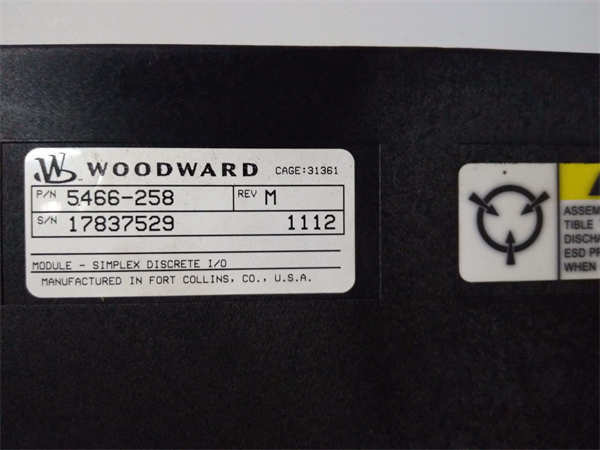 W WOODWARD CAGE:31361
P/N 5466-258 REV M
S/N 17837529 1112
MODULE - SIMPLEX DISCRETE I/O
MANUFACTURED IN FORT COLLINS, CO., U.S.A.
ASSEM
TIBLE
DISCHA
ESD PR
WHEN